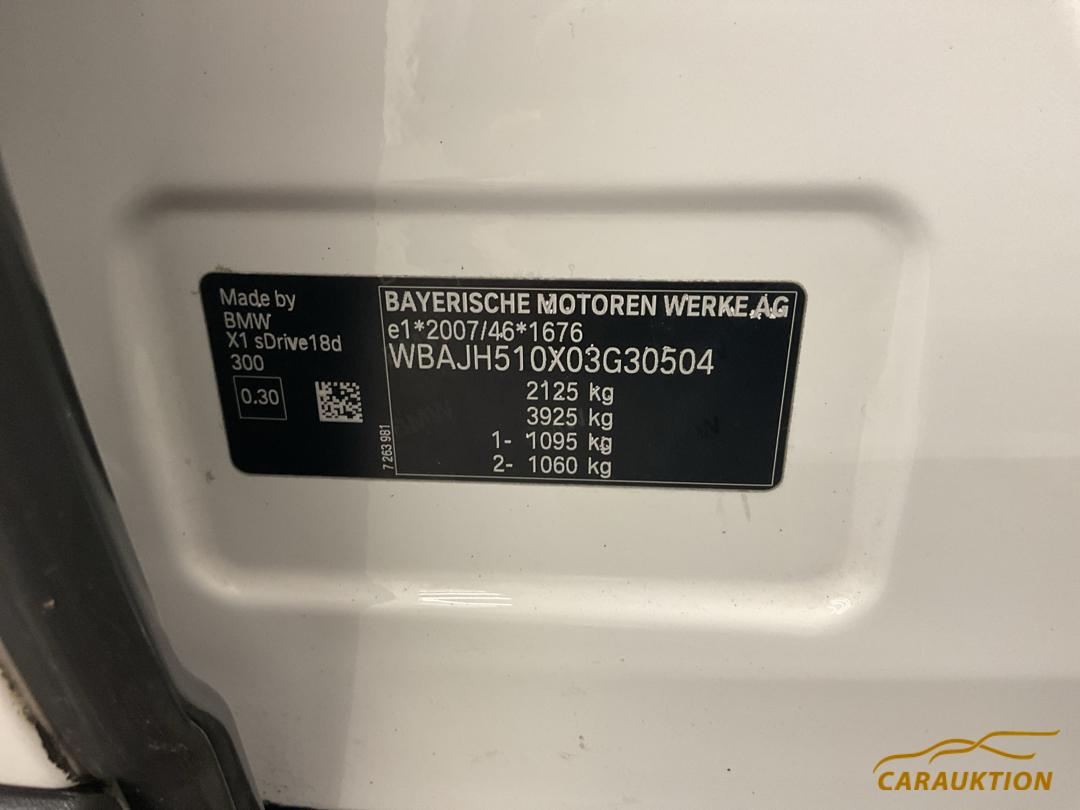 Made by
BMW
X1 sDrive18d
300
0.30
7 263 981
BAYERISCHE MOTOREN WERKE AG
e1*2007/46*1676
WBAJH510X03G30504
2125 kg
3925 kg
1- 1095 kg
2- 1060 kg
CARAUKTION